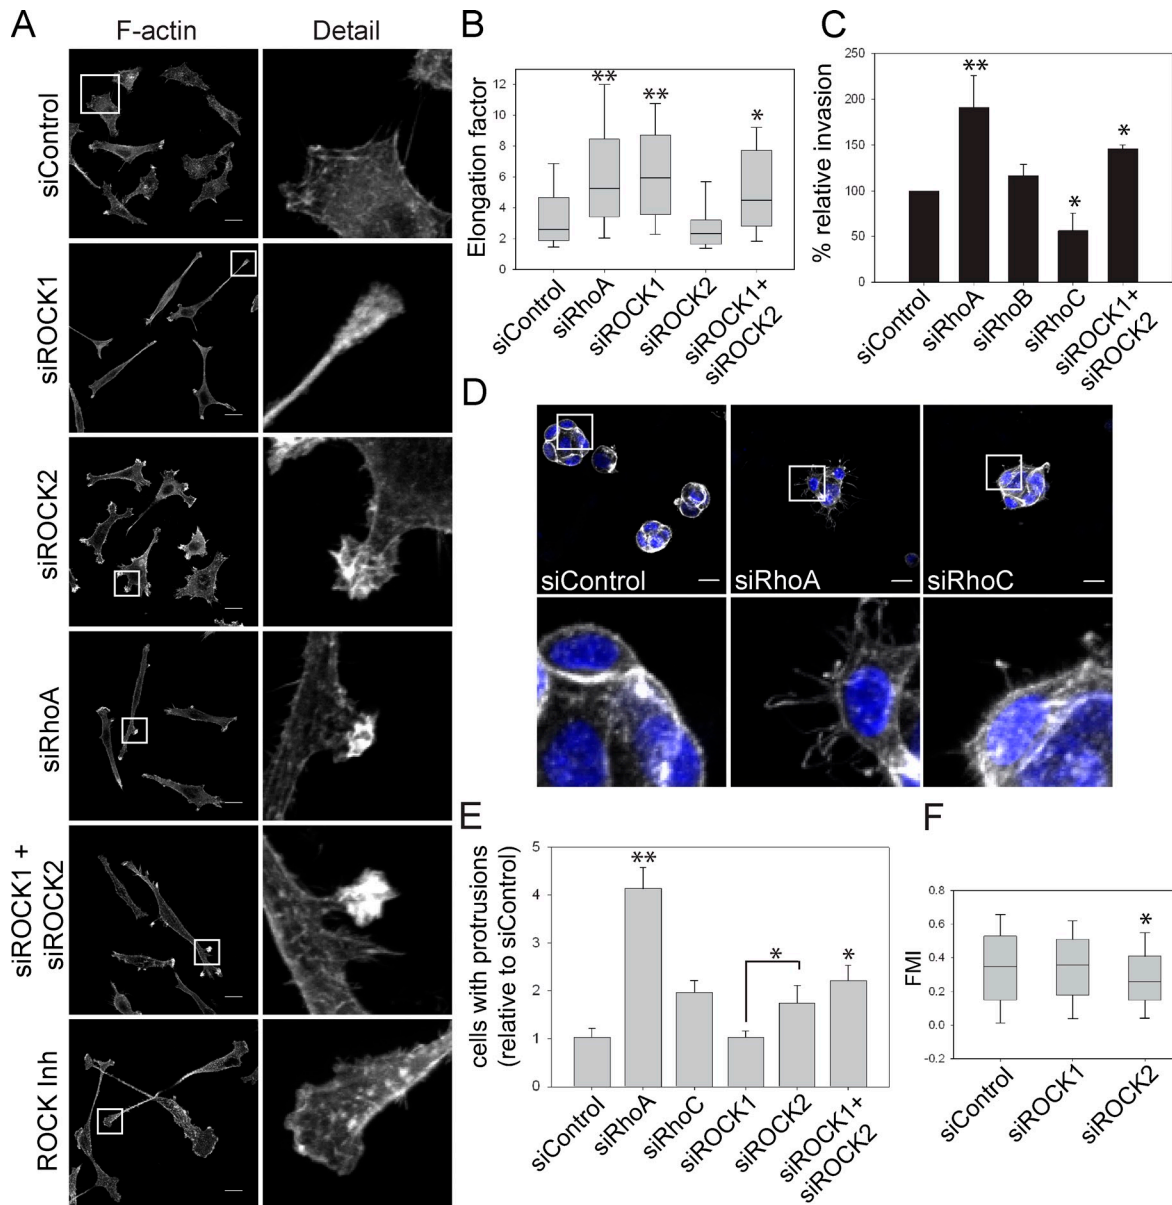 A
F-actin
Detail
siControl
siROCK1
siROCK2
siRhoA
siROCK1 +
siROCK2
ROCK Inh
B
Elongation factor
12
10
8
6
4
2
0
**
**
*
siControl
siRhoA
siROCK1
siROCK2
siROCK1+
siROCK2
C
% relative invasion
250
200
150
100
50
0
**
*
*
siControl
siRhoA
siRhoB
siRhoC
siROCK1+
siROCK2
D
siControl
siRhoA
siRhoC
E
cells with protrusions
(relative to siControl)
5
4
3
2
1
0
**
*
*
siControl
siRhoA
siRhoC
siROCK1
siROCK2
siROCK1+
siROCK2
F
FMI
0.8
0.6
0.4
0.2
0.0
-0.2
*
siControl
siROCK1
siROCK2